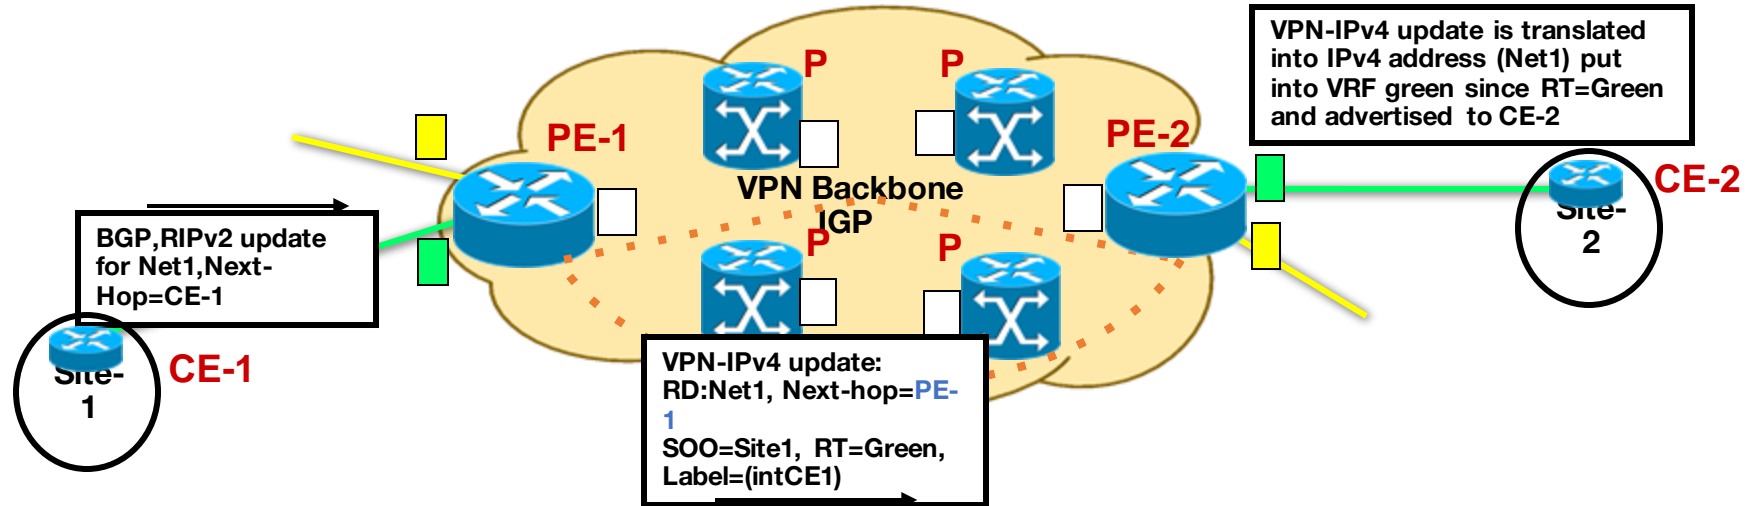 VPN-IPv4 update is translated
into IPv4 address (Net1) put
into VRF green since RT=Green
and advertised to CE-2
P
P
PE-1
PE-2
VPN Backbone
IGP
CE-2
Site-
2
BGP,RIPv2 update
for Net1,Next-
Hop=CE-1
P
P
CE-1
Site-
1
VPN-IPv4 update:
RD:Net1, Next-hop=PE-
1
SOO=Site1, RT=Green,
Label=(intCE1)